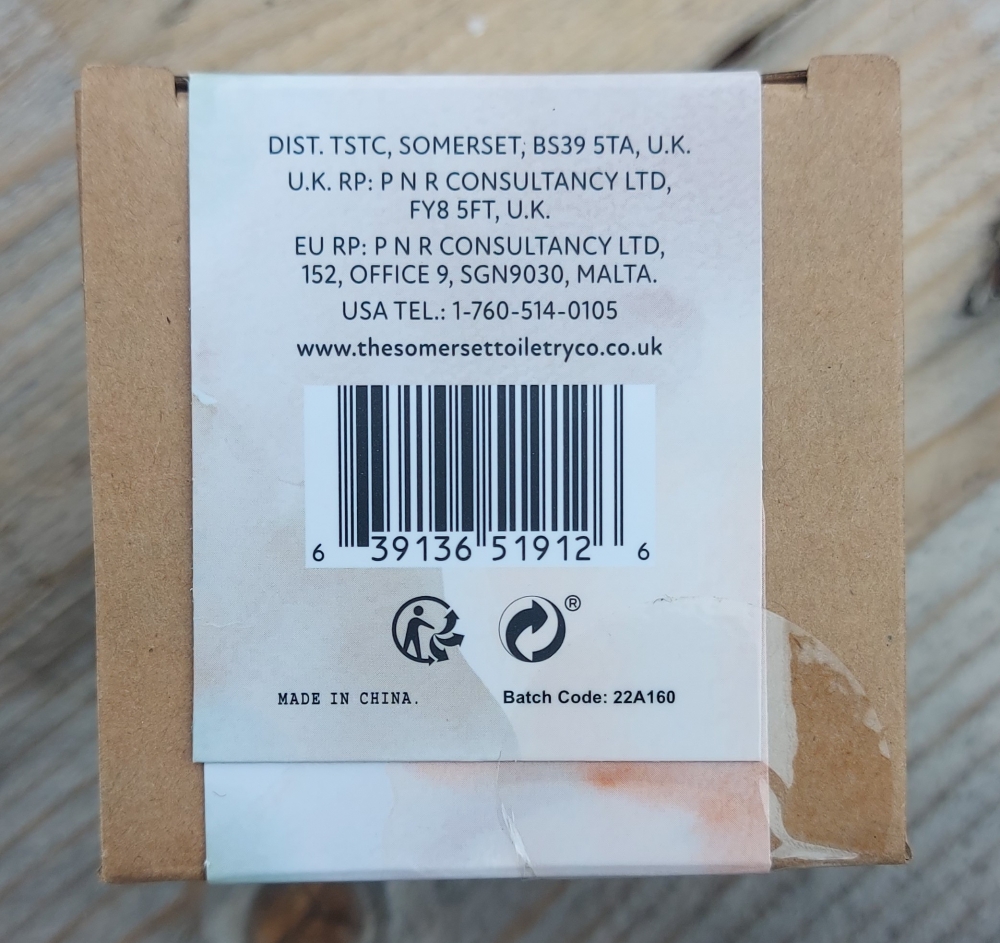 DIST. TSTC, SOMERSET, BS39 5TA, U.K.
U.K. RP: P N R CONSULTANCY LTD,
FY8 5FT, U.K.
EU RP: P N R CONSULTANCY LTD,
152, OFFICE 9, SGN9030, MALTA.
USA TEL.: 1-760-514-0105
www.thesomersettoiletryco.co.uk
6 39136 51912 6
®
MADE IN CHINA. Batch Code: 22A160